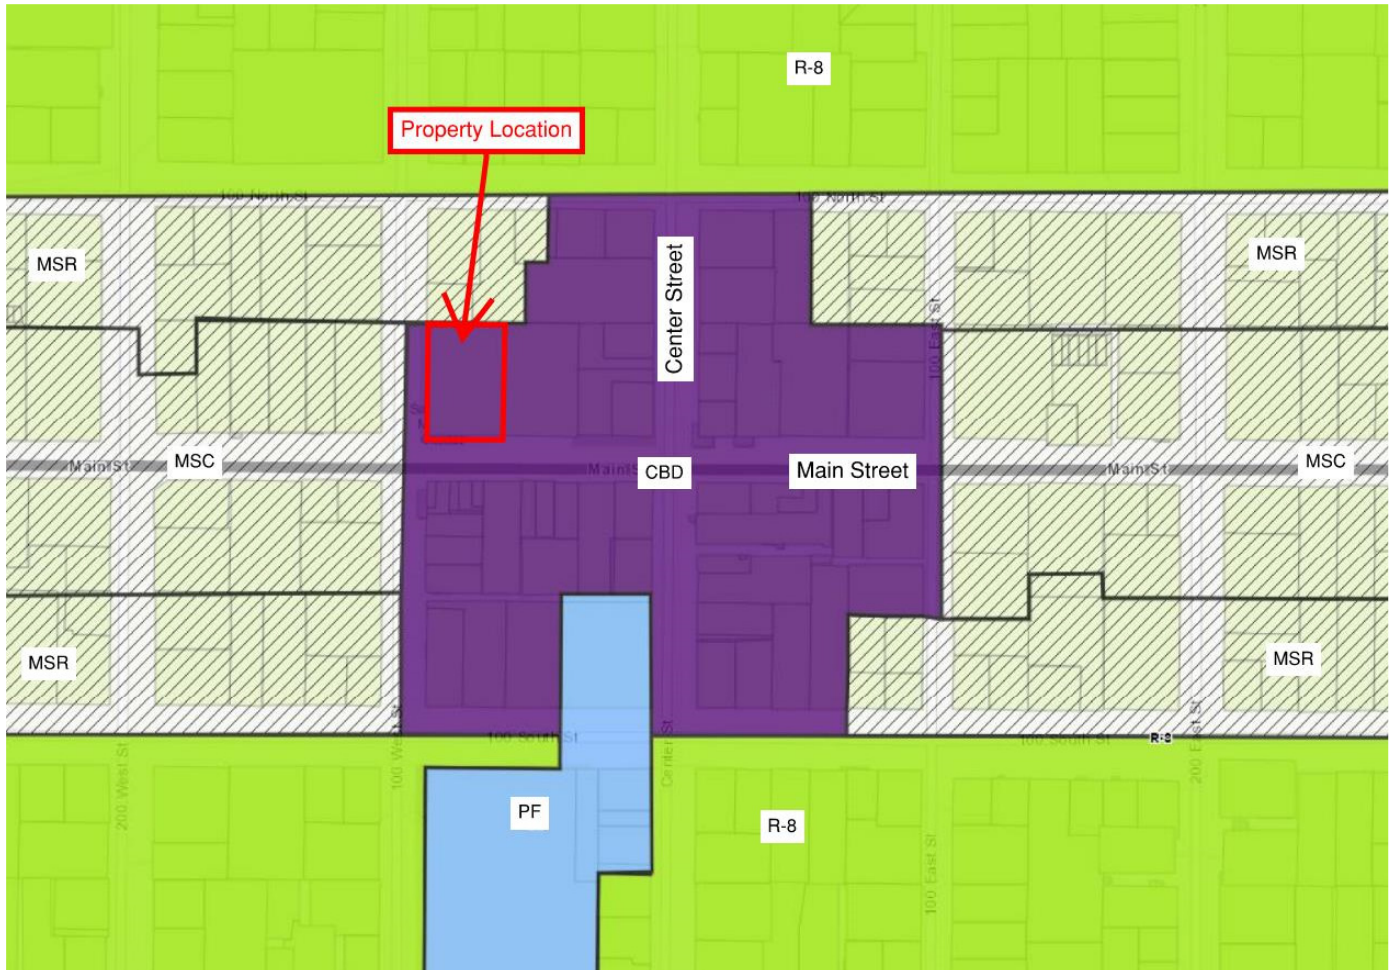 R-8
Property Location
100 North St
100 North St
MSR
Center Street
MSR
100 East St
Main St
MSC
Main St
CBD
Main Street
Main St
MSC
MSR
MSR
100 West St
100 South St
Center St
100 South St
R-8
200 East St
200 West St
PF
R-8
100 East St